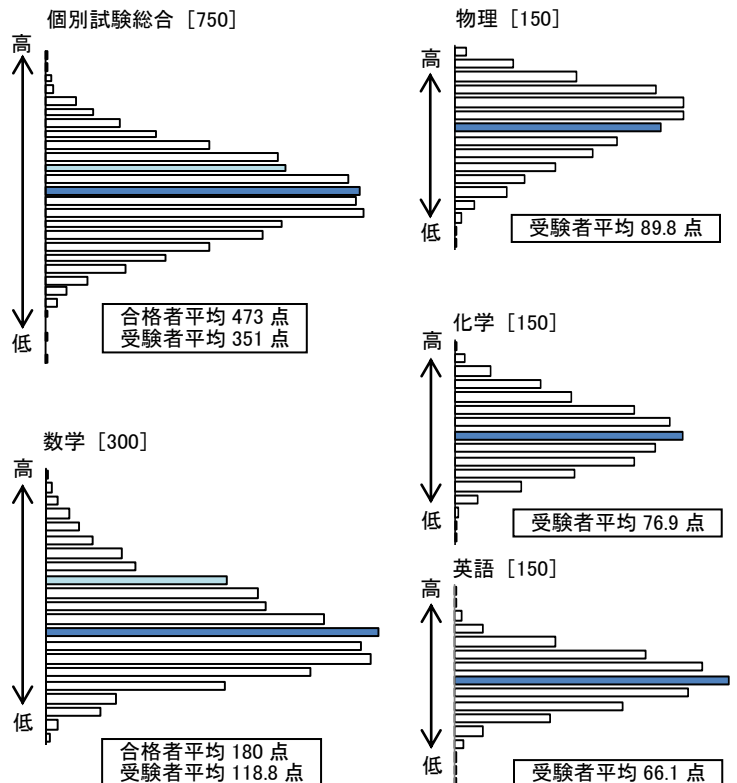 個別試験総合 [750]
高
低
合格者平均 473 点
受験者平均 351 点
数学 [300]
高
低
合格者平均 180 点
受験者平均 118.8 点
物理 [150]
高
低
受験者平均 89.8 点
化学 [150]
高
低
受験者平均 76.9 点
英語 [150]
高
低
受験者平均 66.1 点